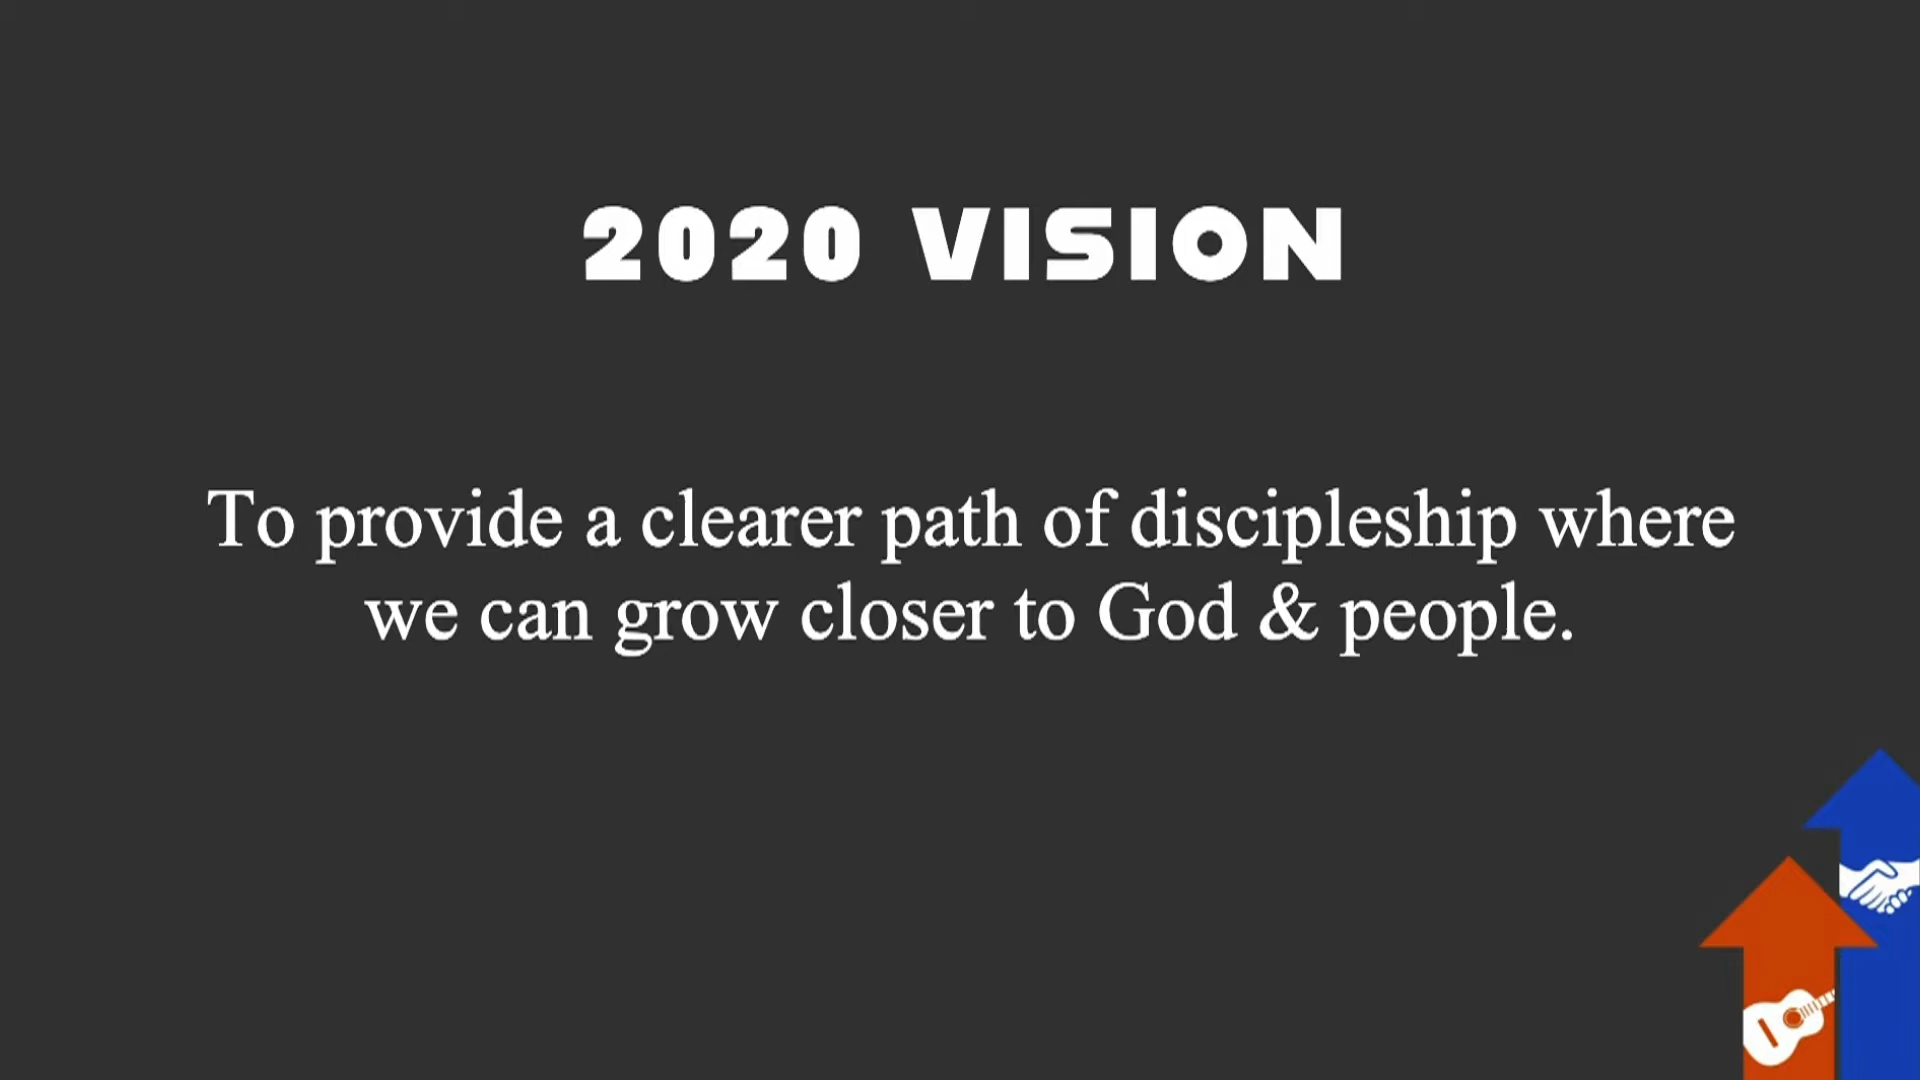 2020 VISION
To provide a clearer path of discipleship where
we can grow closer to God & people.